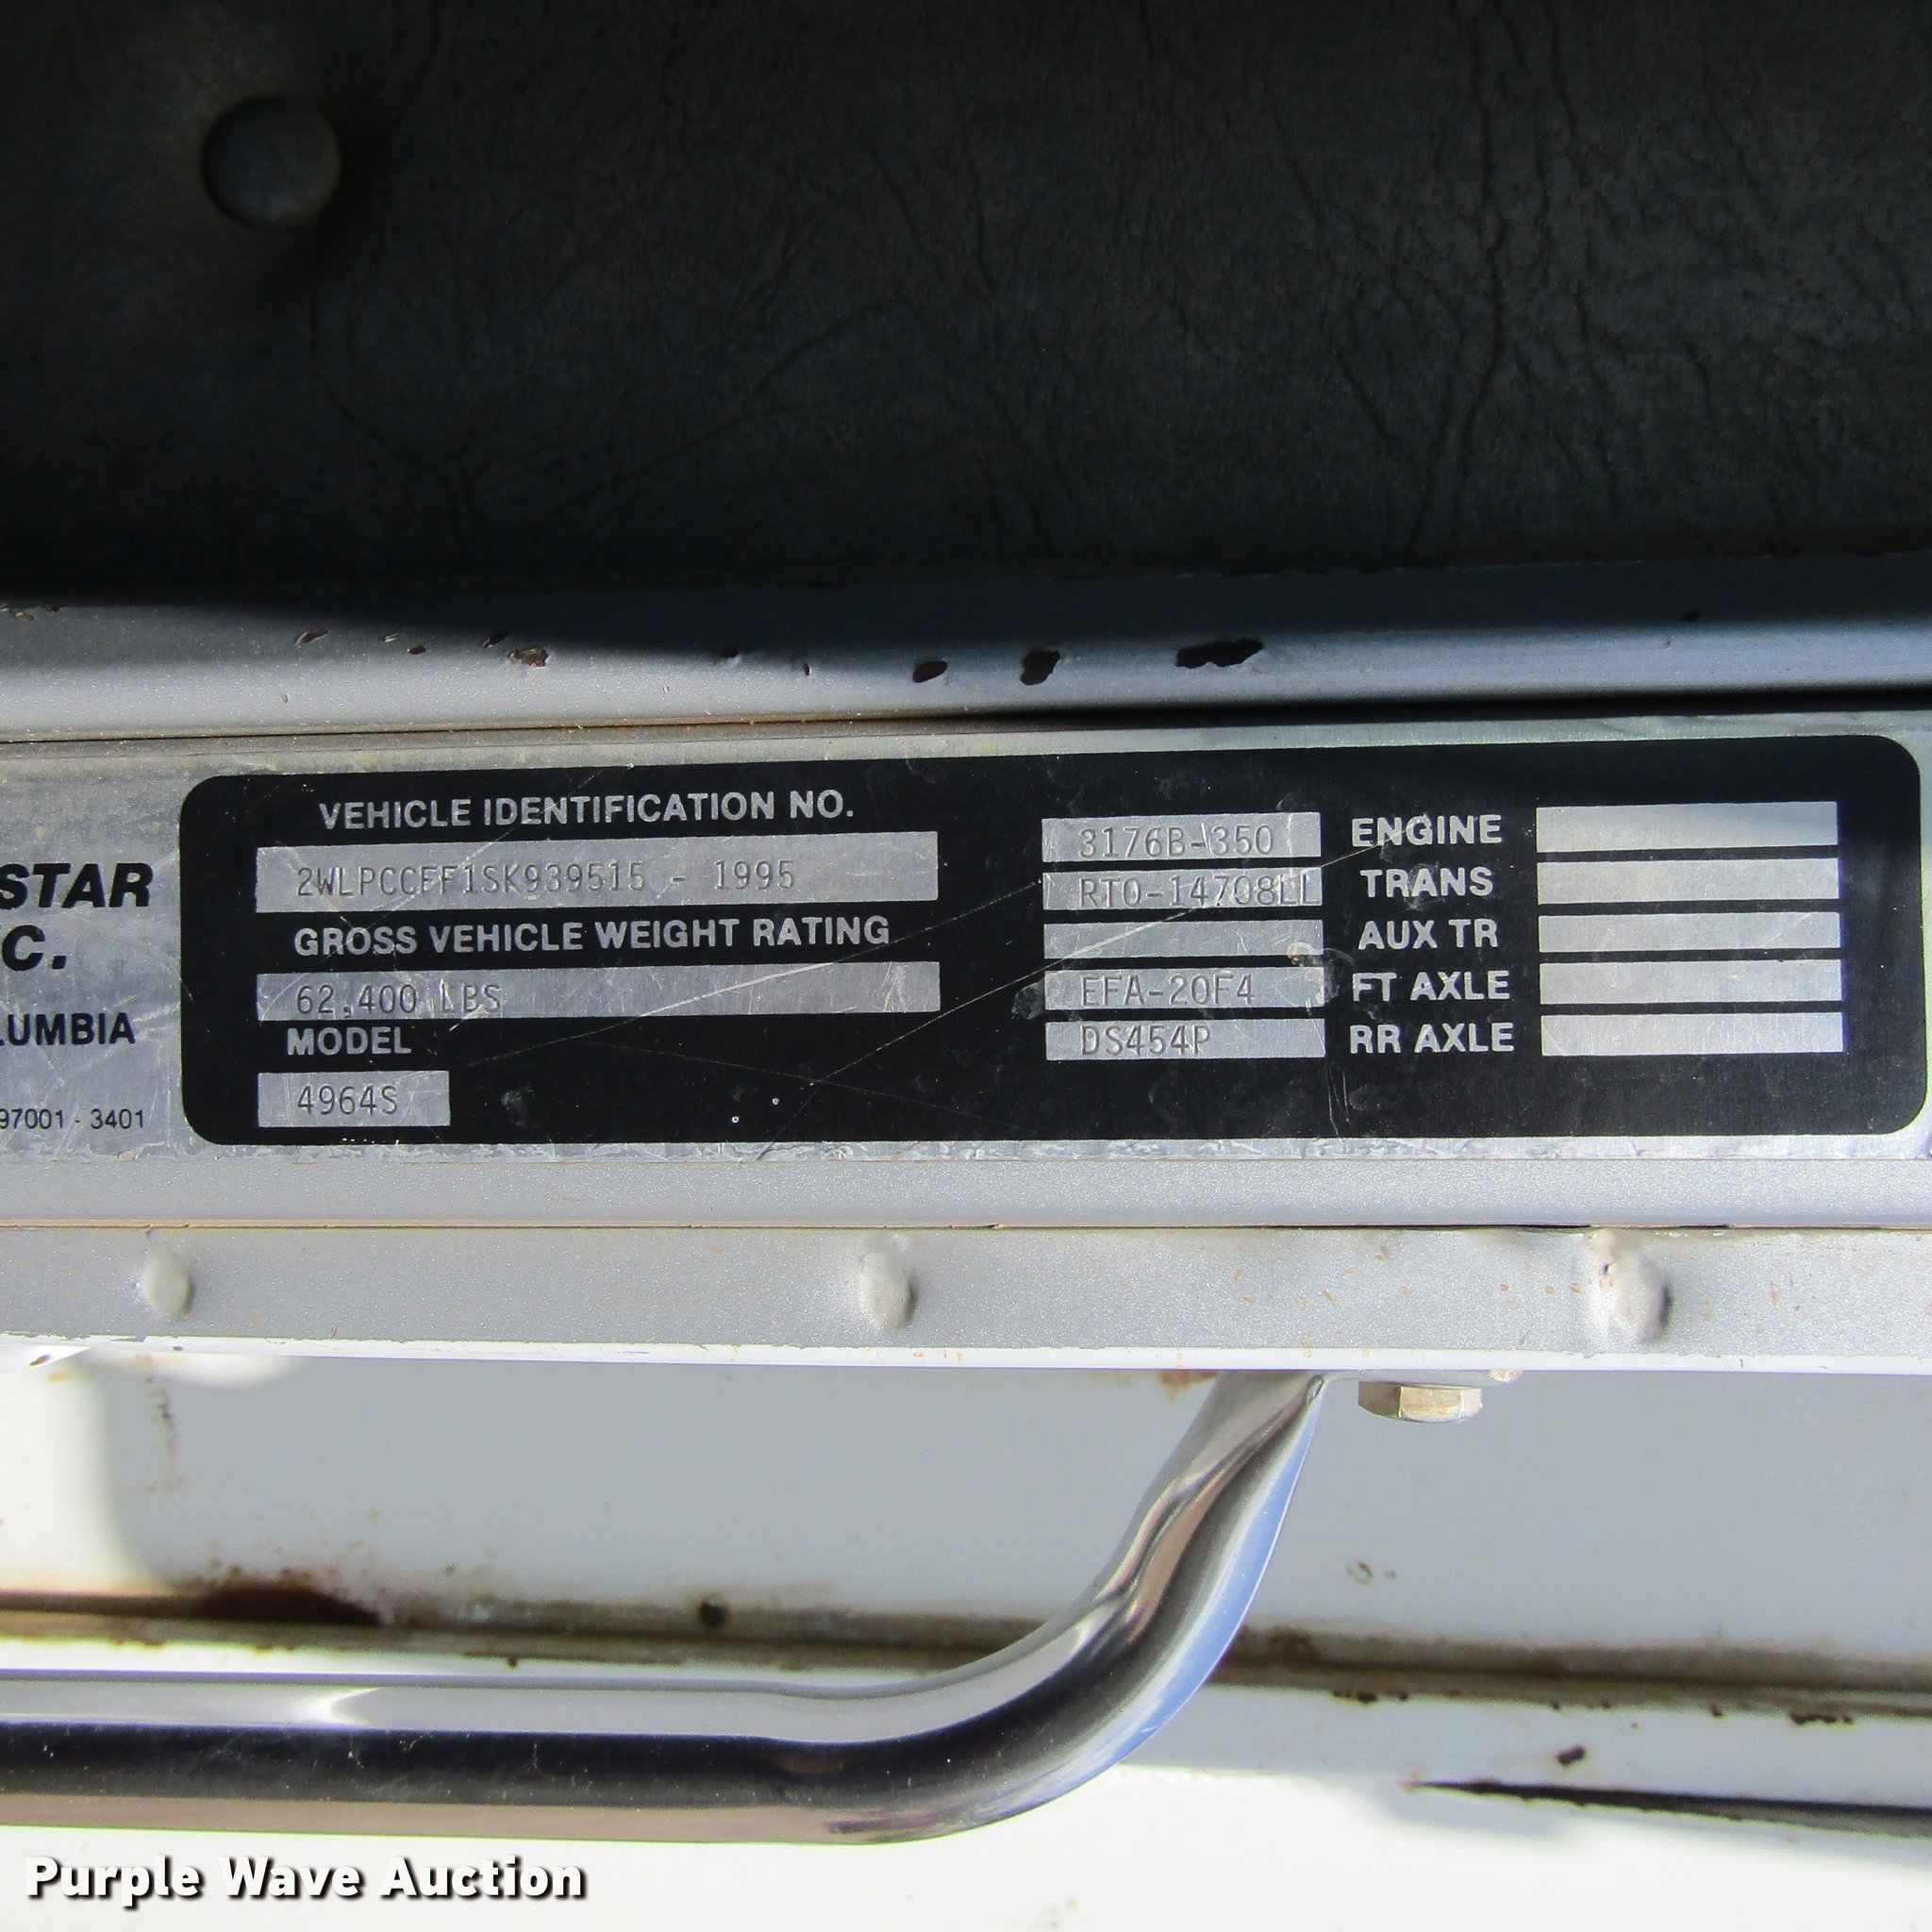 STAR
C.
LUMBIA
97001 - 3401
VEHICLE IDENTIFICATION NO.
2WLPCCFF1SK939515 - 1995
GROSS VEHICLE WEIGHT RATING
62,400 LBS
MODEL
4964S
3176B-350 ENGINE
RTO-14708LL TRANS
AUX TR
EFA-20F4 FT AXLE
DS454P RR AXLE
Purple Wave Auction